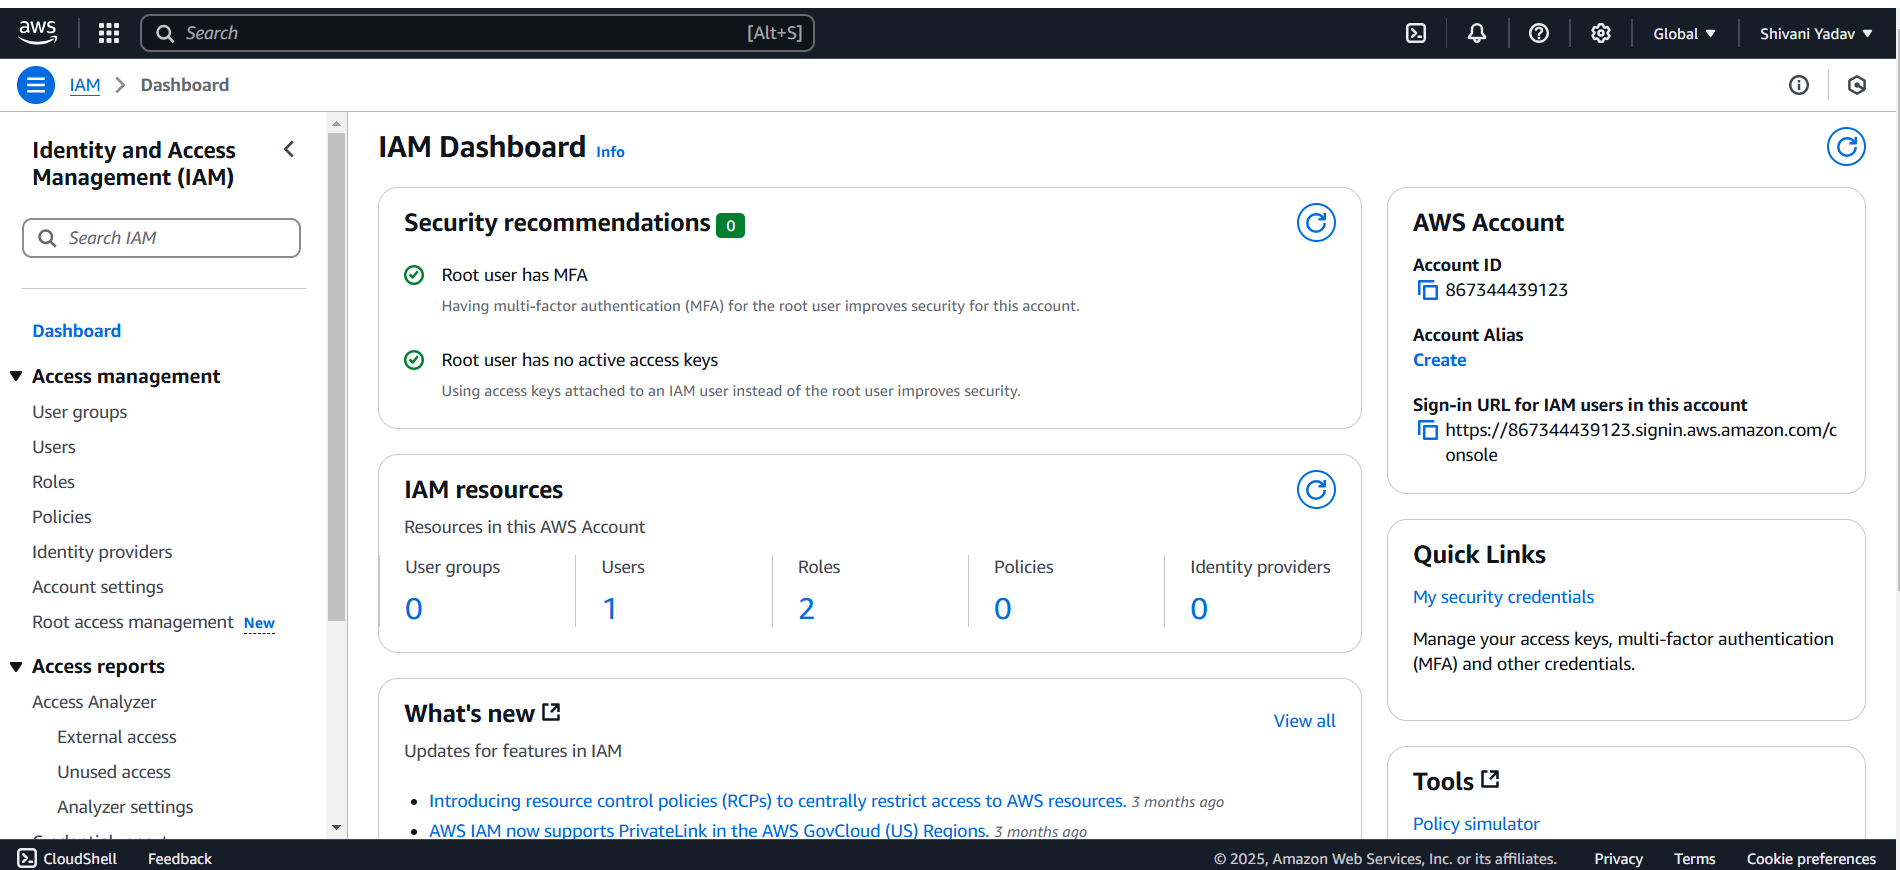 aws
Search [Alt+S]
Global
Shivani Yadav
IAM
Dashboard
Identity and Access
Management (IAM)
Search IAM
Dashboard
Access management
User groups
Users
Roles
Policies
Identity providers
Account settings
Root access management New
Access reports
Access Analyzer
External access
Unused access
Analyzer settings
IAM Dashboard Info
Security recommendations 0
Root user has MFA
Having multi-factor authentication (MFA) for the root user improves security for this account.
Root user has no active access keys
Using access keys attached to an IAM user instead of the root user improves security.
IAM resources
Resources in this AWS Account
User groups
0
Users
1
Roles
2
Policies
0
Identity providers
0
What's new
View all
Updates for features in IAM
Introducing resource control policies (RCPs) to centrally restrict access to AWS resources. 3 months ago
AWS IAM now supports PrivateLink in the AWS GovCloud (US) Regions. 3 months ago
AWS Account
Account ID
867344439123
Account Alias
Create
Sign-in URL for IAM users in this account
https://867344439123.signin.aws.amazon.com/c
onsole
Quick Links
My security credentials
Manage your access keys, multi-factor authentication
(MFA) and other credentials.
Tools
Policy simulator
CloudShell
Feedback
© 2025, Amazon Web Services, Inc. or its affiliates.
Privacy
Terms
Cookie preferences